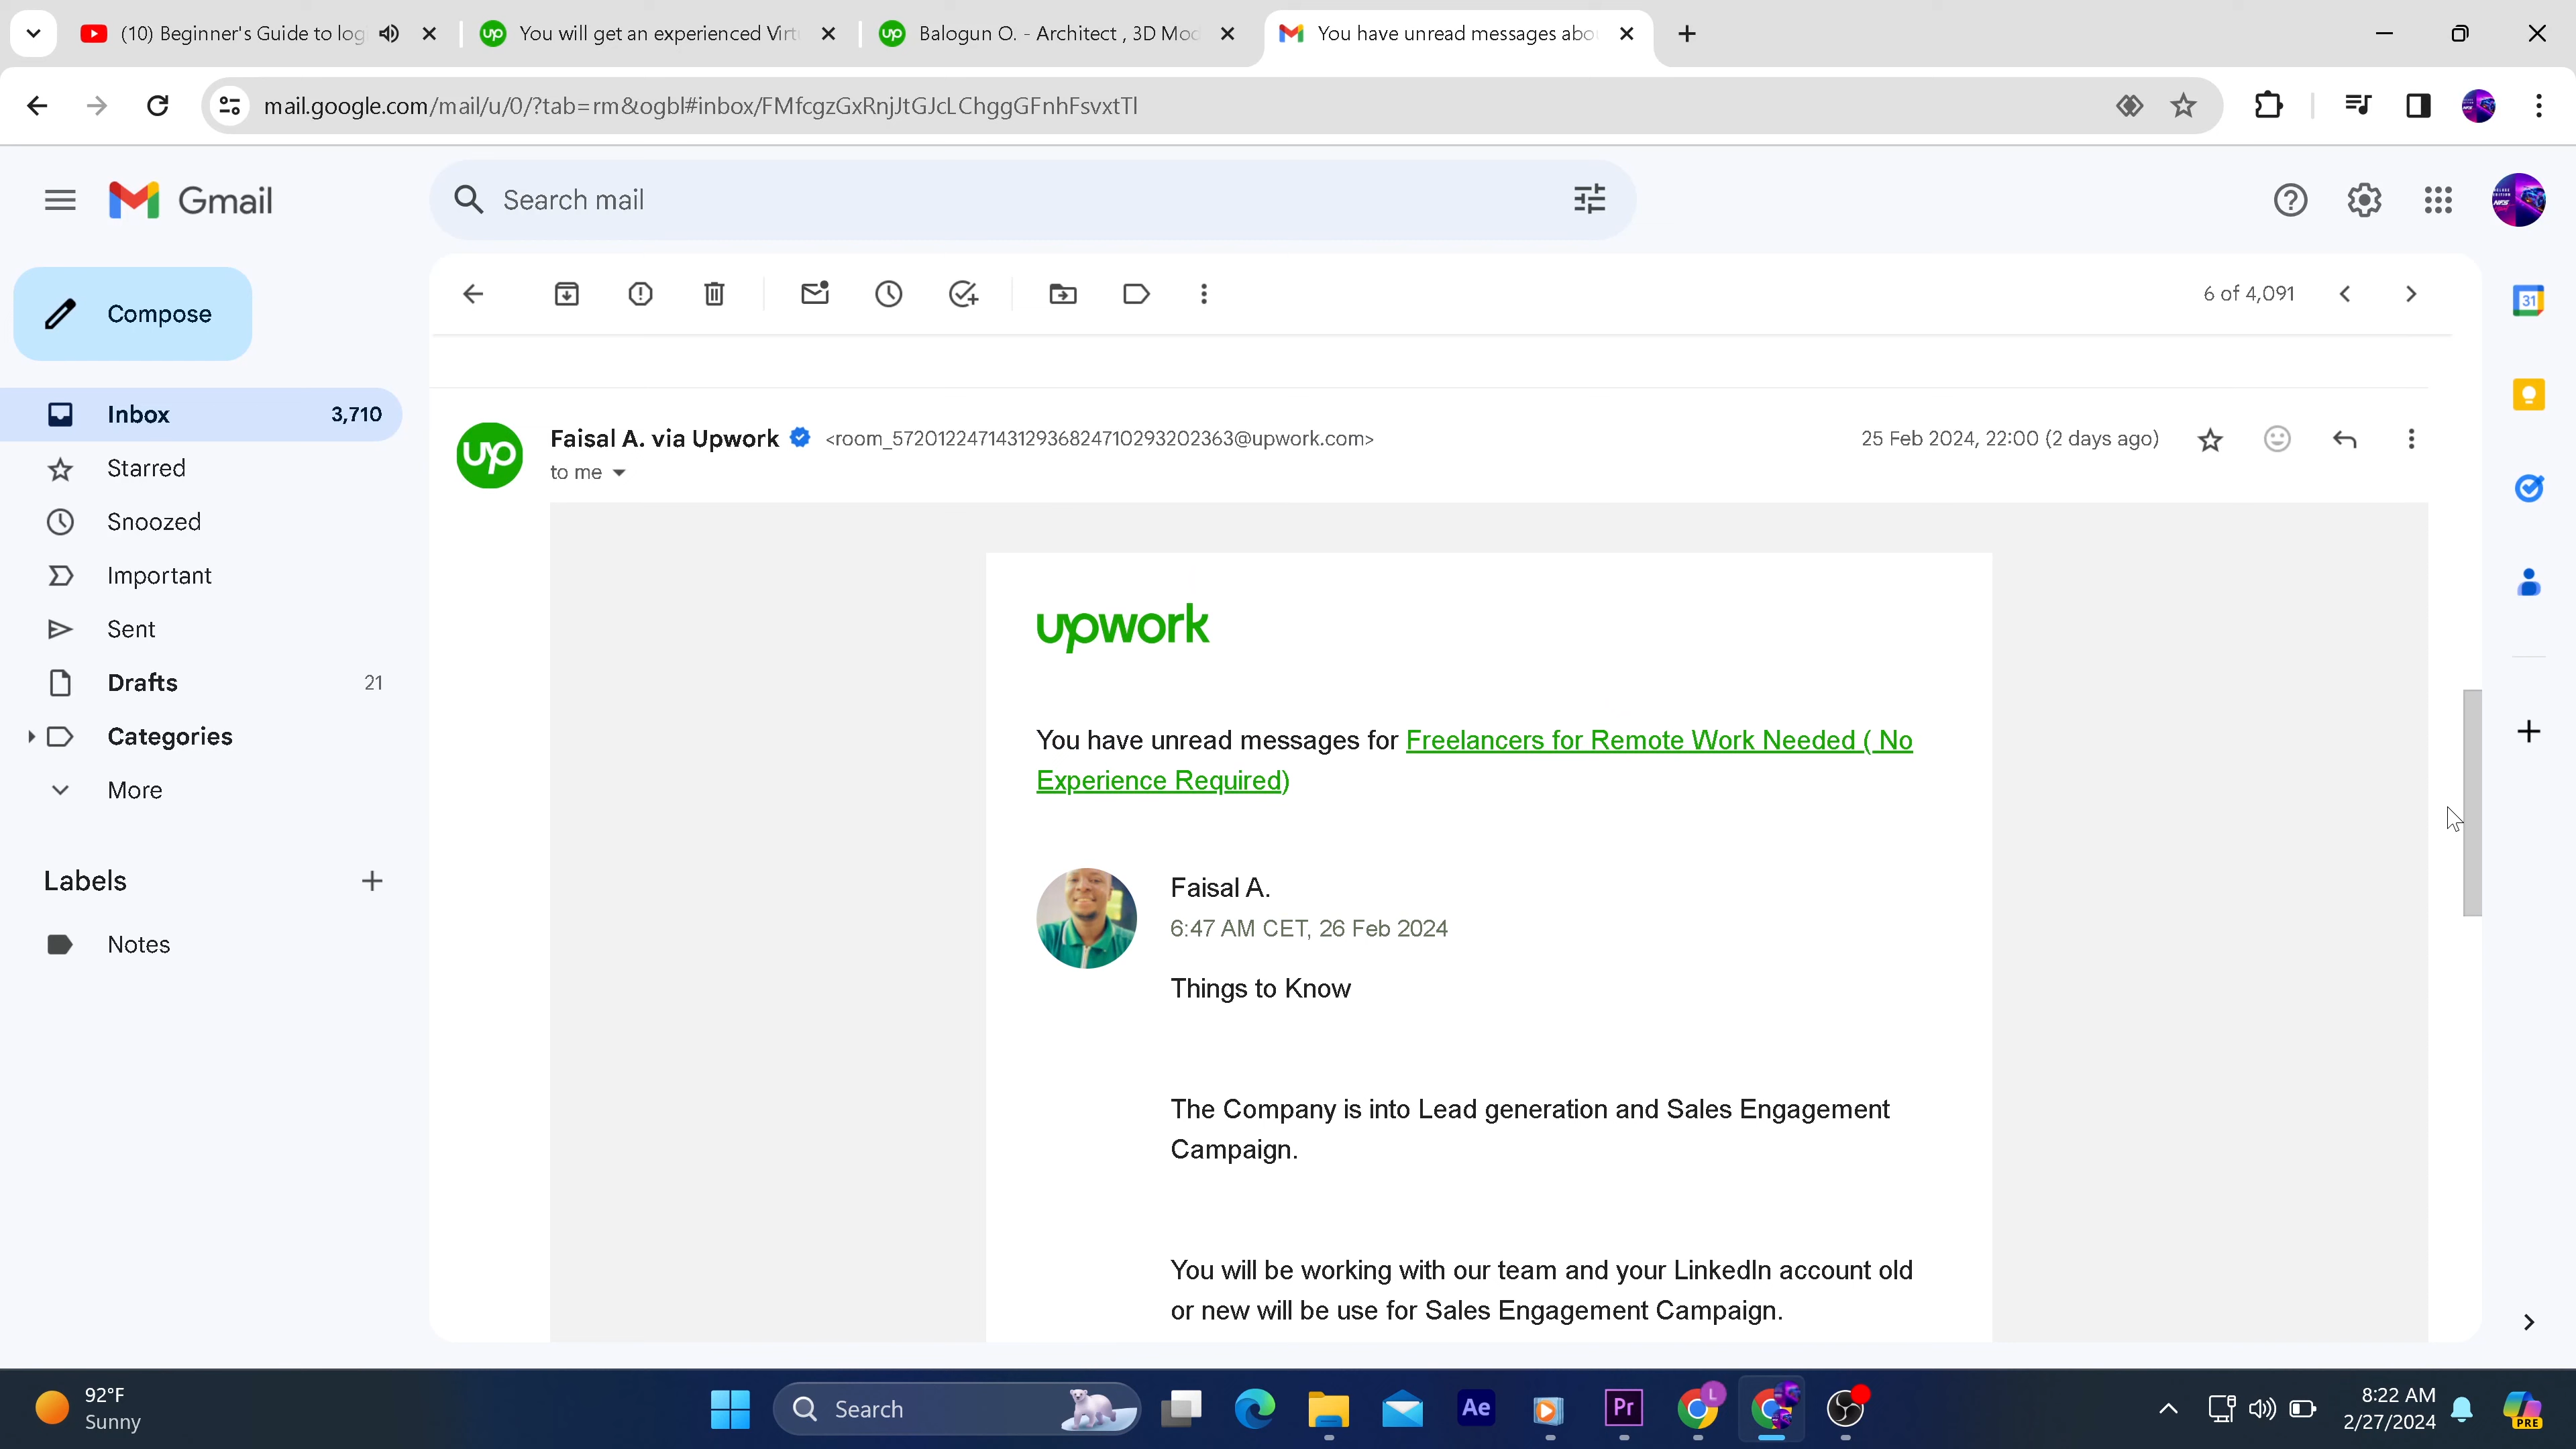 (10) Beginner's Guide to log
You will get an experienced Virt
Balogun O. - Architect , 3D Mod
You have unread messages abo
mail.google.com/mail/u/0/?tab=rm&ogbl#inbox/FMfcgzGxRnjJtGJcLChggGFnhFsvxtTl
Gmail
Search mail
Compose
6 of 4,091
31
Inbox 3,710
Starred
Snoozed
Important
Sent
Drafts 21
Categories
More
Labels
Notes
up
Faisal A. via Upwork <room_5720122471431293682471029320236​3@upwork.com>
25 Feb 2024, 22:00 (2 days ago)
to me
upwork
You have unread messages for Freelancers for Remote Work Needed ( No
Experience Required)
Faisal A.
6:47 AM CET, 26 Feb 2024
Things to Know
The Company is into Lead generation and Sales Engagement
Campaign.
You will be working with our team and your LinkedIn account old
or new will be use for Sales Engagement Campaign.
92°F
Sunny
Search
Ae
Pr
L
8:22 AM
2/27/2024
PRE